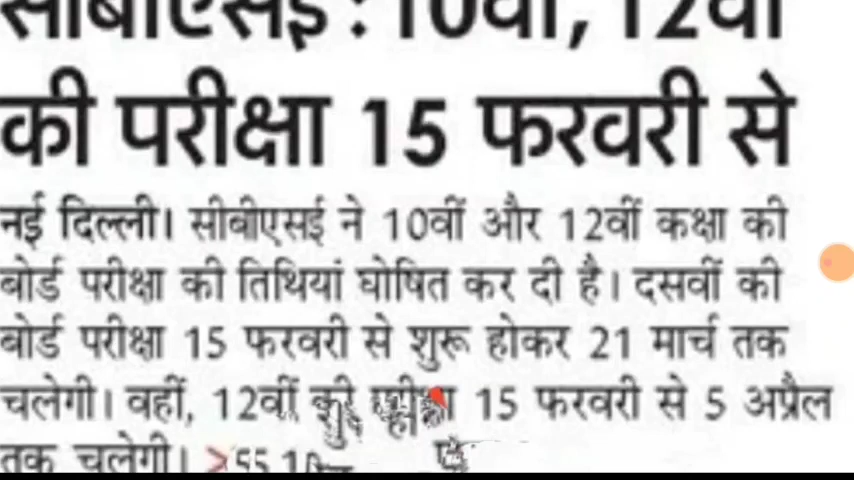 सीबीएसई : 10वीं, 12वीं
की परीक्षा 15 फरवरी से
नई दिल्ली। सीबीएसई ने 10वीं और 12वीं कक्षा की
बोर्ड परीक्षा की तिथियां घोषित कर दी है। दसवीं की
बोर्ड परीक्षा 15 फरवरी से शुरू होकर 21 मार्च तक
चलेगी। वहीं, 12वीं की परीक्षा 15 फरवरी से 5 अप्रैल
तक चलेगी।